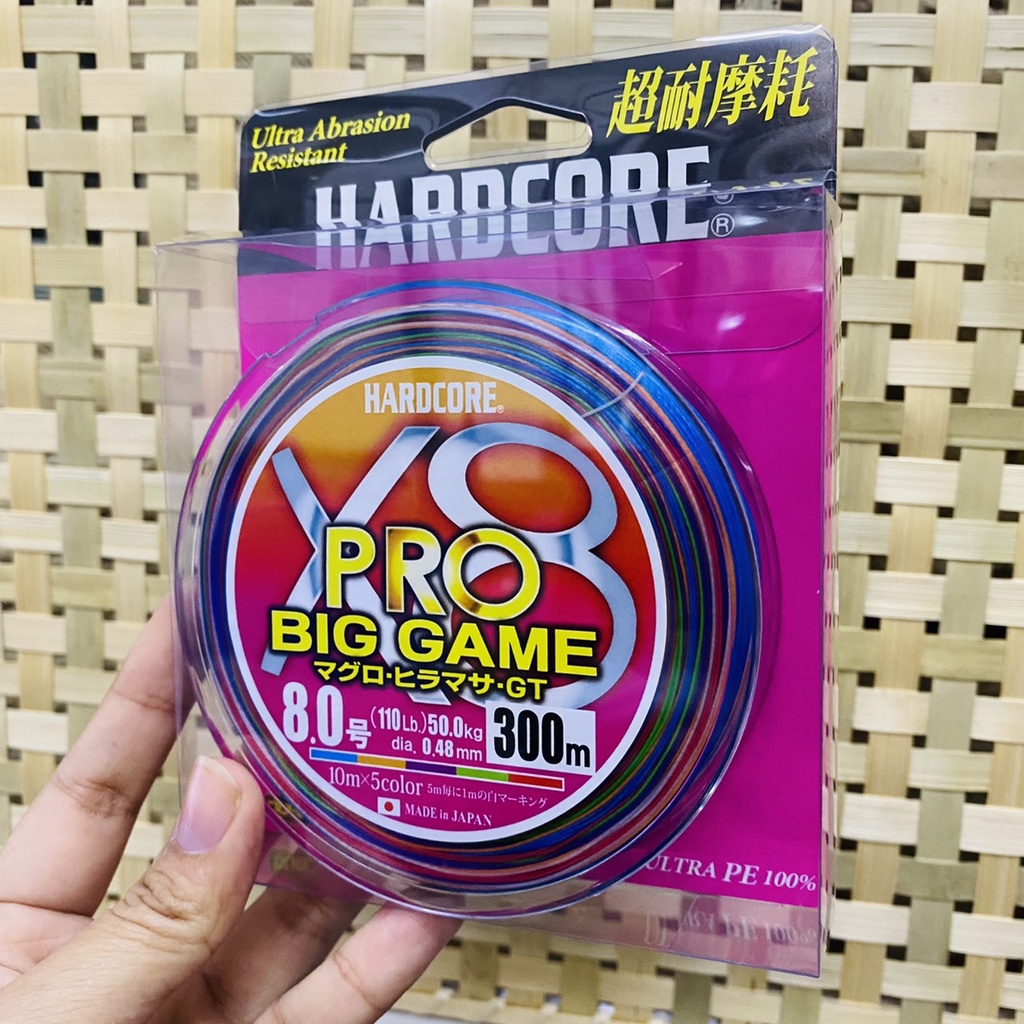 Ultra Abrasion
Resistant
超耐摩耗
HARDCORE®
HARDCORE®
X8
PRO
BIG GAME
マグロ・ヒラマサ・GT
8.0号
(110Lb.) 50.0kg
dia. 0.48mm
300m
10m×5color 5m毎に1mの白マーキング
MADE in JAPAN
ULTRA PE 100%